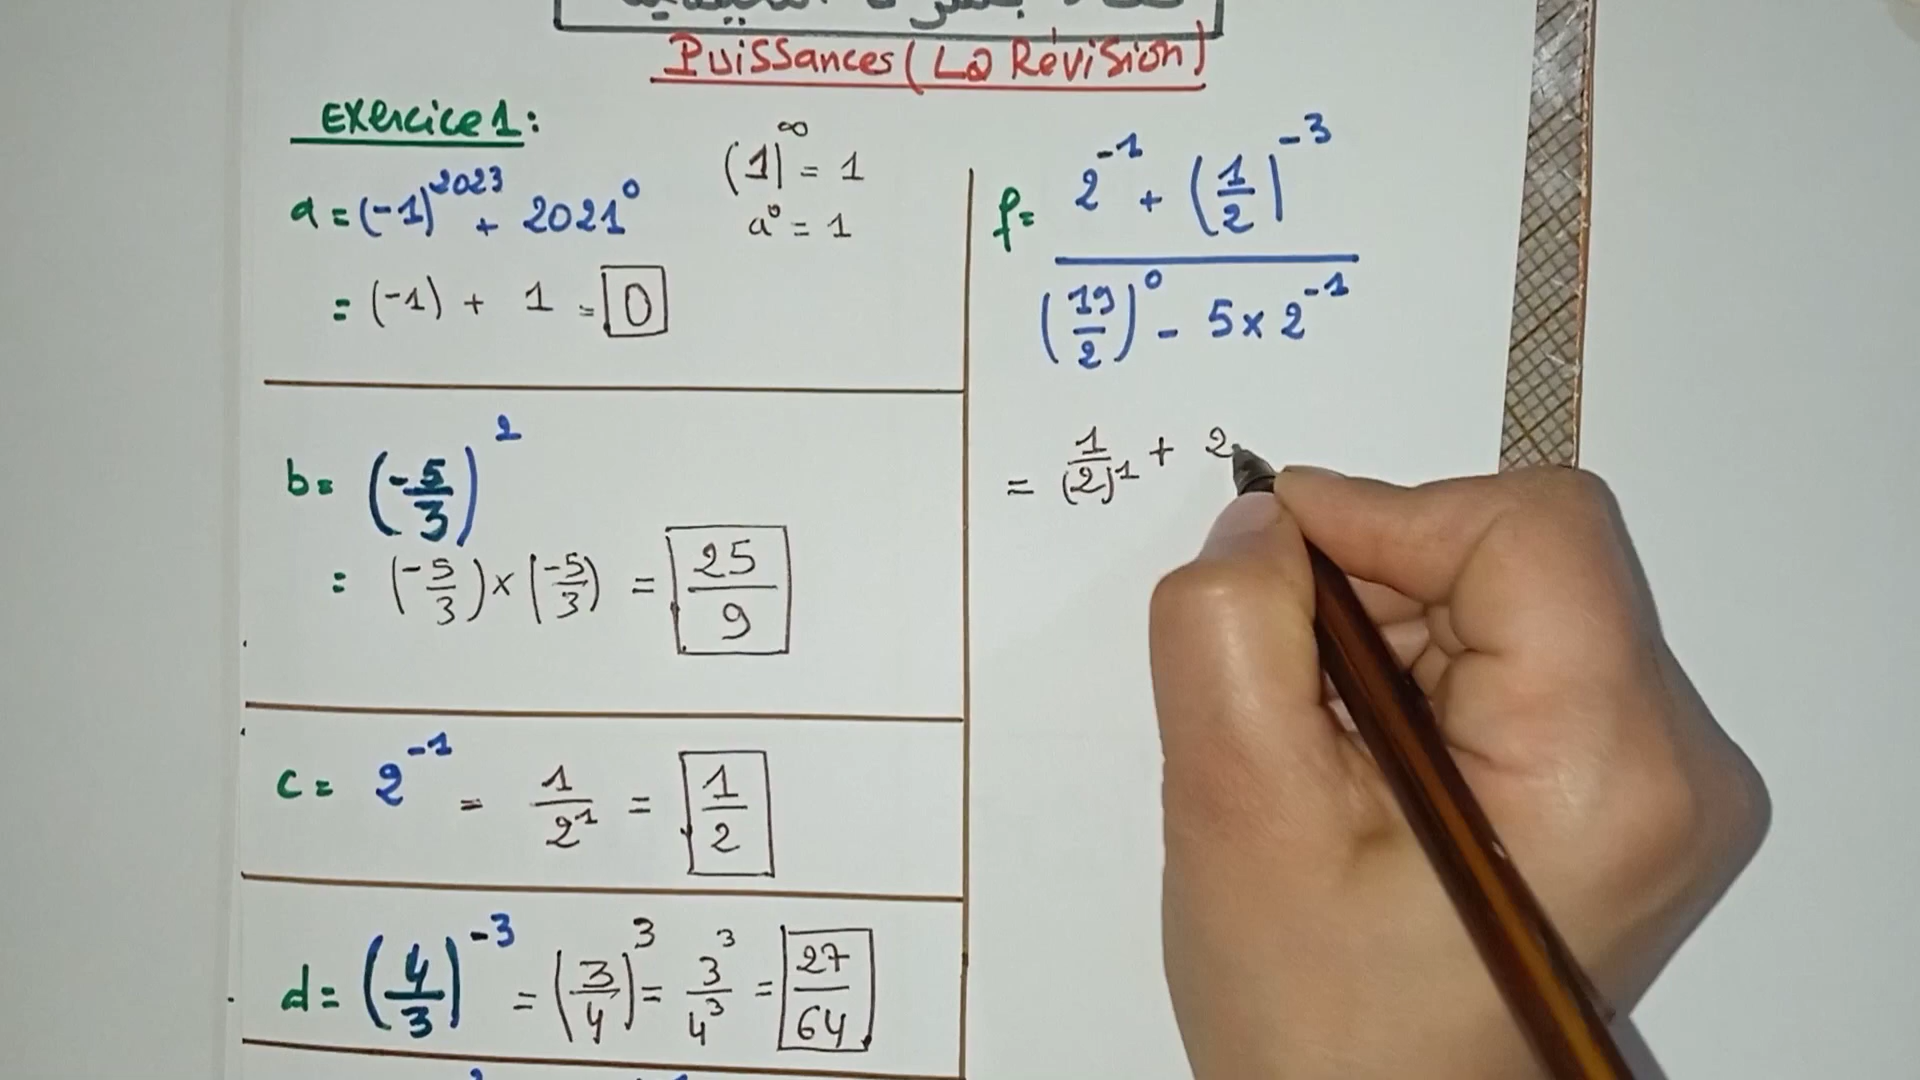 Puissances (La Révision)
Exercice 1:
a = (-1)^2023 + 2021^0
= (-1) + 1 = 0
(1)^∞ = 1
a^0 = 1
b = (-5/3)^2
= (-5/3) × (-5/3) = 25/9
c = 2^-1 = 1/2^1 = 1/2
d = (4/3)^-3 = (3/4)^3 = 3^3/4^3 = 27/64
f = (2^-1 + (1/2)^-3) / ((19/2)^0 - 5 × 2^-1)
= 1/(2)^1 + 2